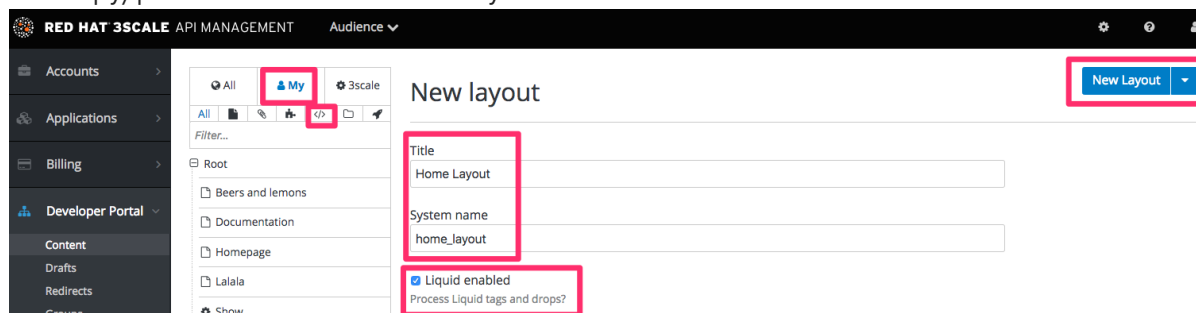 RED HAT 3SCALE API MANAGEMENT Audience
Accounts
Applications
Billing
Developer Portal
Content
Drafts
Redirects
All My 3scale
All
Filter...
Root
Beers and lemons
Documentation
Homepage
Lalala
Show
New layout
New Layout
Title
Home Layout
System name
home_layout
Liquid enabled
Process Liquid tags and drops?